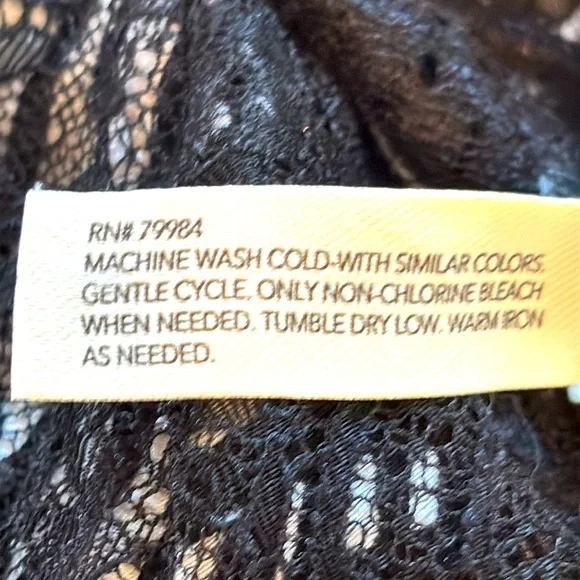 RN# 79984
MACHINE WASH COLD-WITH SIMILAR COLORS.
GENTLE CYCLE. ONLY NON-CHLORINE BLEACH
WHEN NEEDED. TUMBLE DRY LOW. WARM IRON
AS NEEDED.